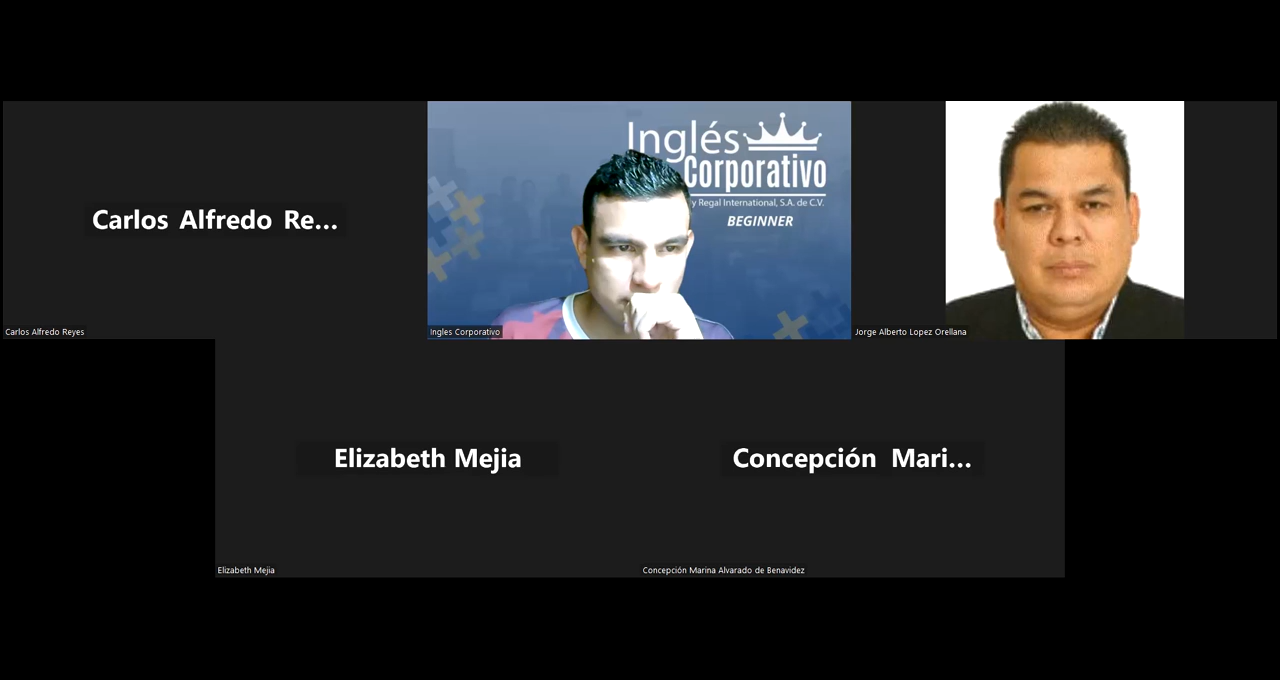 Carlos Alfredo Re...
Carlos Alfredo Reyes
Inglés
Corporativo
y Regal International, S.A. de C.V.
BEGINNER
Ingles Corporativo
Jorge Alberto Lopez Orellana
Elizabeth Mejia
Elizabeth Mejia
Concepción Mari...
Concepción Marina Alvarado de Benavidez